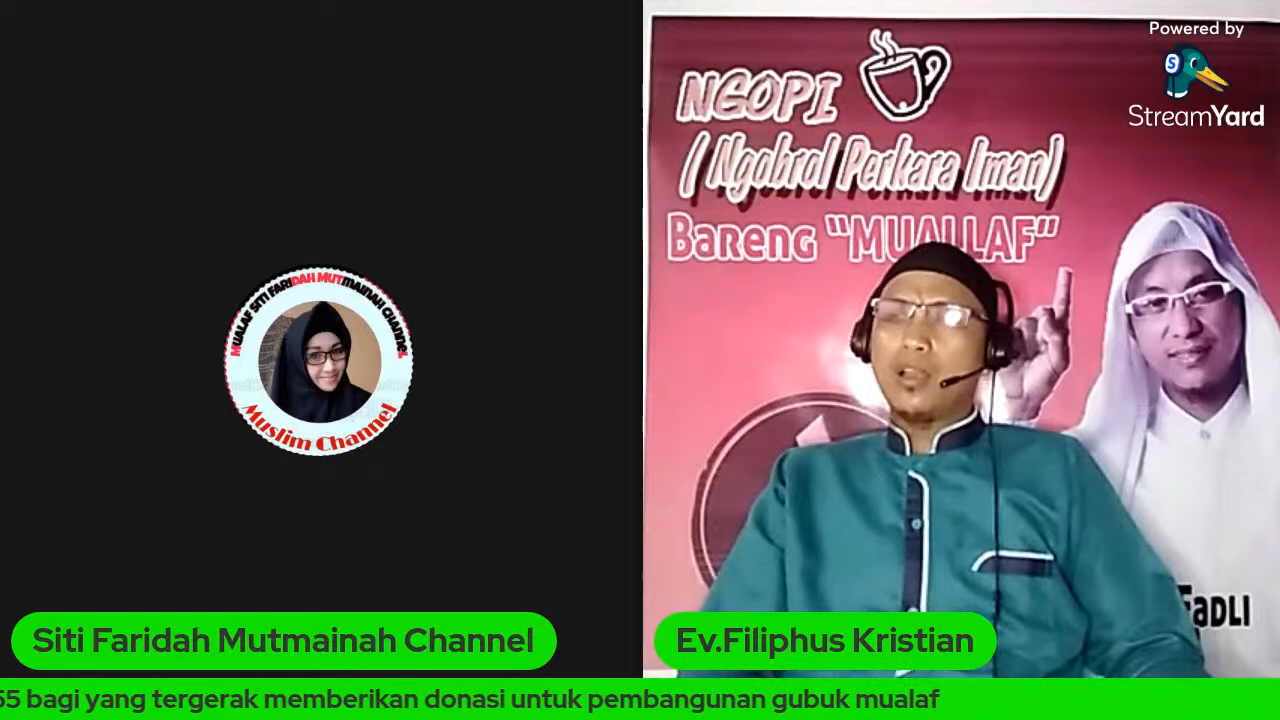 MUALAF SITI FARIDAH MUTMAINAH CHANNEL
Muslim Channel
Powered by
StreamYard
NGOPI
( Ngobrol Perkara Iman)
Bareng "MUALLAF"
FADLI
Siti Faridah Mutmainah Channel
Ev.Filiphus Kristian
55 bagi yang tergerak memberikan donasi untuk pembangunan gubuk mualaf